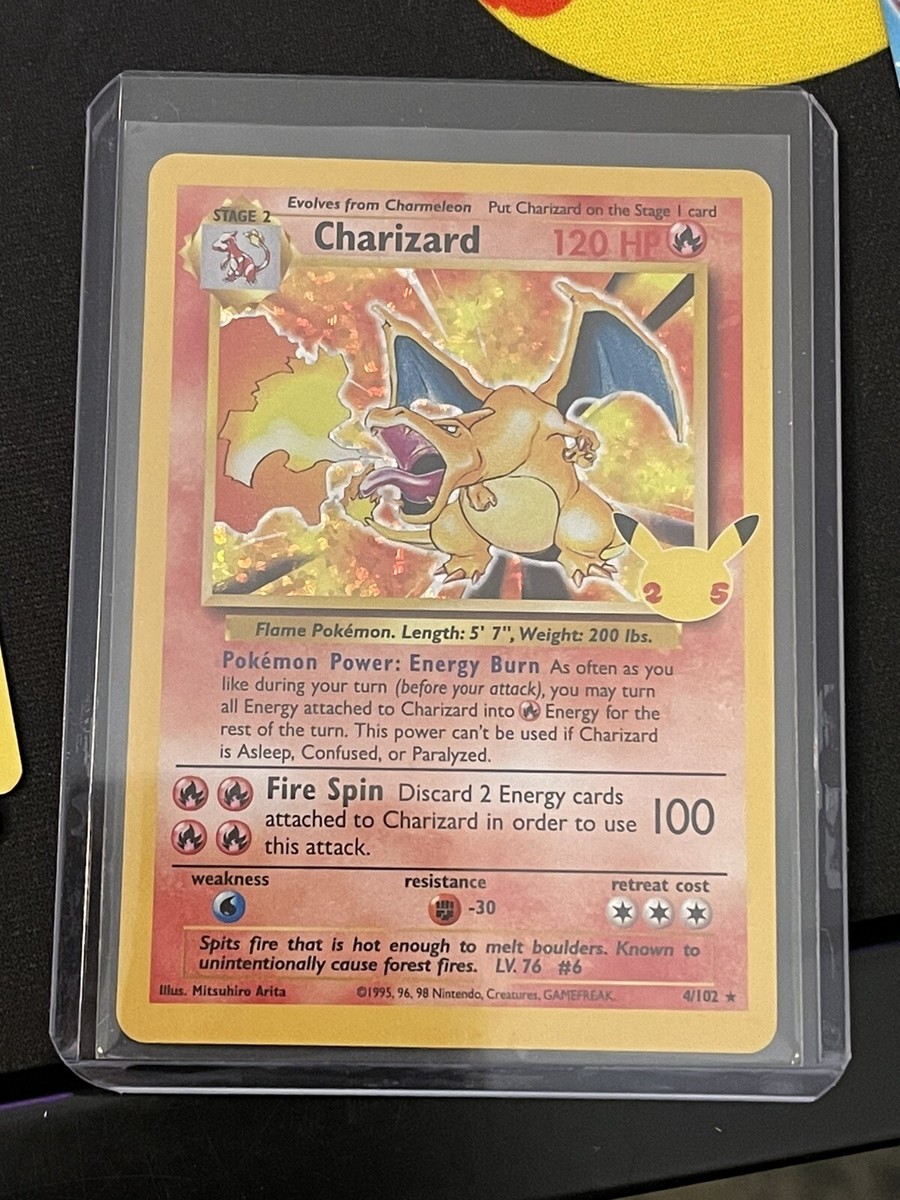 Evolves from Charmeleon Put Charizard on the Stage 1 card
STAGE 2
Charizard 120 HP
25
Flame Pokémon. Length: 5' 7", Weight: 200 lbs.
Pokémon Power: Energy Burn As often as you
like during your turn (before your attack), you may turn
all Energy attached to Charizard into Energy for the
rest of the turn. This power can't be used if Charizard
is Asleep, Confused, or Paralyzed.
Fire Spin Discard 2 Energy cards
attached to Charizard in order to use 100
this attack.
weakness resistance retreat cost
-30
Spits fire that is hot enough to melt boulders. Known to
unintentionally cause forest fires. LV. 76 #6
Illus. Mitsuhiro Arita ©1995, 96, 98 Nintendo, Creatures, GAMEFREAK. 4/102 ★